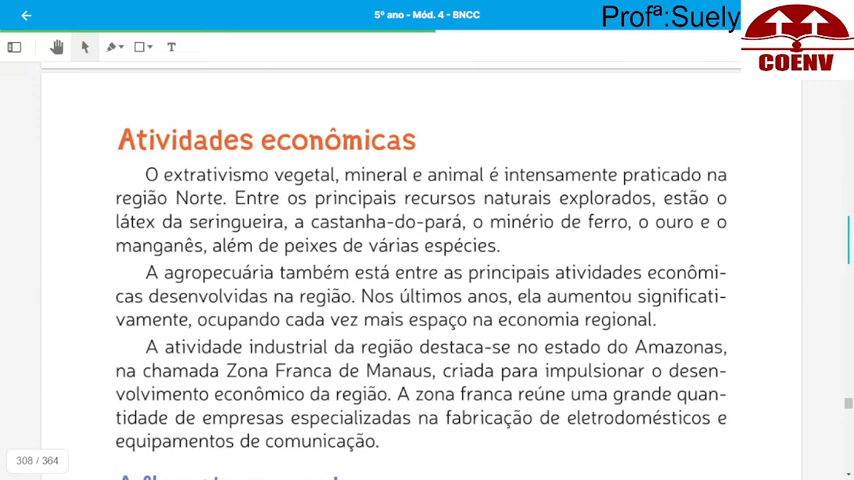 5º ano - Mód. 4 - BNCC
Profª:Suely
COENV
T
Atividades econômicas
O extrativismo vegetal, mineral e animal é intensamente praticado na
região Norte. Entre os principais recursos naturais explorados, estão o
látex da seringueira, a castanha-do-pará, o minério de ferro, o ouro e o
manganês, além de peixes de várias espécies.
A agropecuária também está entre as principais atividades econômi-
cas desenvolvidas na região. Nos últimos anos, ela aumentou significati-
vamente, ocupando cada vez mais espaço na economia regional.
A atividade industrial da região destaca-se no estado do Amazonas,
na chamada Zona Franca de Manaus, criada para impulsionar o desen-
volvimento econômico da região. A zona franca reúne uma grande quan-
tidade de empresas especializadas na fabricação de eletrodomésticos e
equipamentos de comunicação.
308 / 364